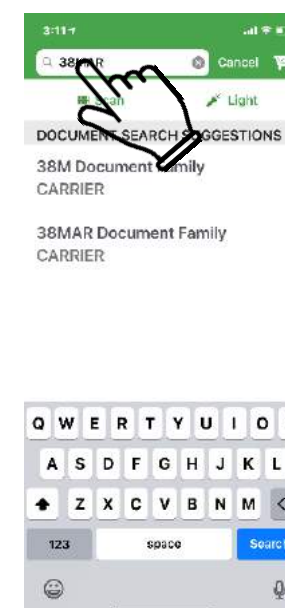 3:11
38MAR Cancel
Scan Light
DOCUMENT SEARCH SUGGESTIONS
38M Document Family
CARRIER
38MAR Document Family
CARRIER
Q W E R T Y U I O
A S D F G H J K L
Z X C V B N M
123 space Search